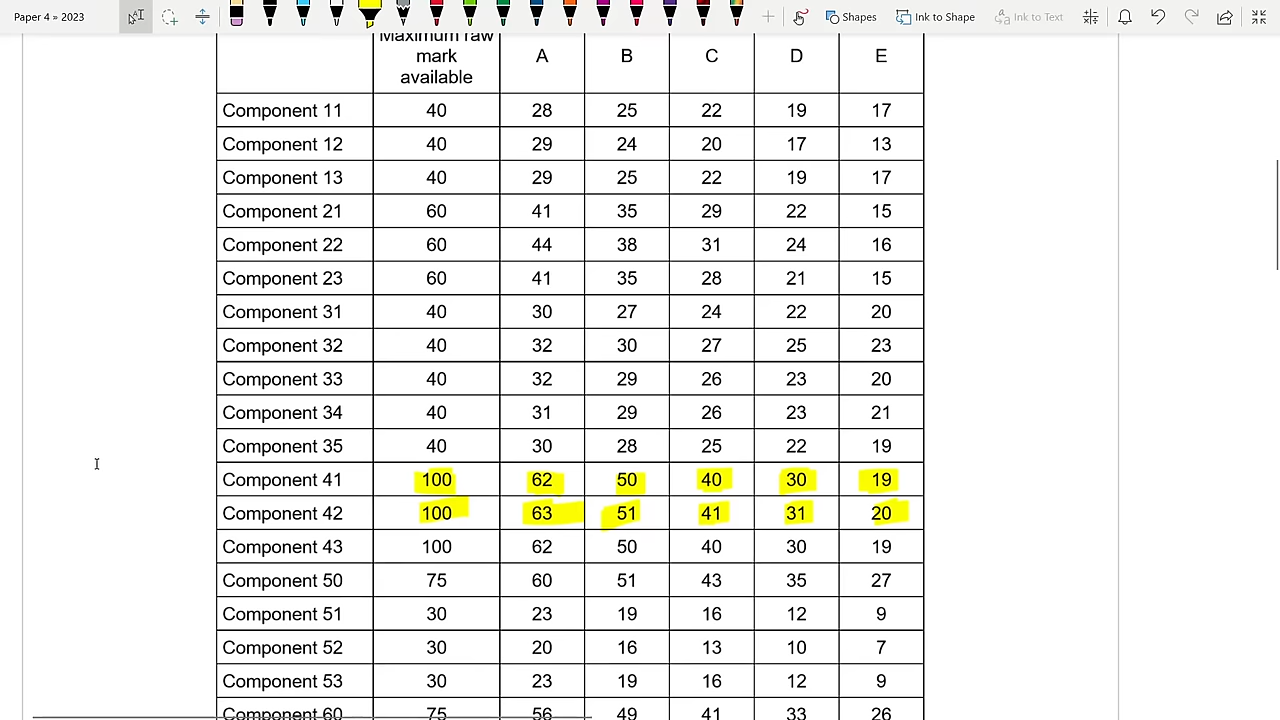 Paper 4 » 2023 Shapes Ink to Shape Ink to Text
Maximum raw mark available A B C D E
Component 11 40 28 25 22 19 17
Component 12 40 29 24 20 17 13
Component 13 40 29 25 22 19 17
Component 21 60 41 35 29 22 15
Component 22 60 44 38 31 24 16
Component 23 60 41 35 28 21 15
Component 31 40 30 27 24 22 20
Component 32 40 32 30 27 25 23
Component 33 40 32 29 26 23 20
Component 34 40 31 29 26 23 21
Component 35 40 30 28 25 22 19
Component 41 100 62 50 40 30 19
Component 42 100 63 51 41 31 20
Component 43 100 62 50 40 30 19
Component 50 75 60 51 43 35 27
Component 51 30 23 19 16 12 9
Component 52 30 20 16 13 10 7
Component 53 30 23 19 16 12 9
Component 60 75 56 49 41 33 26